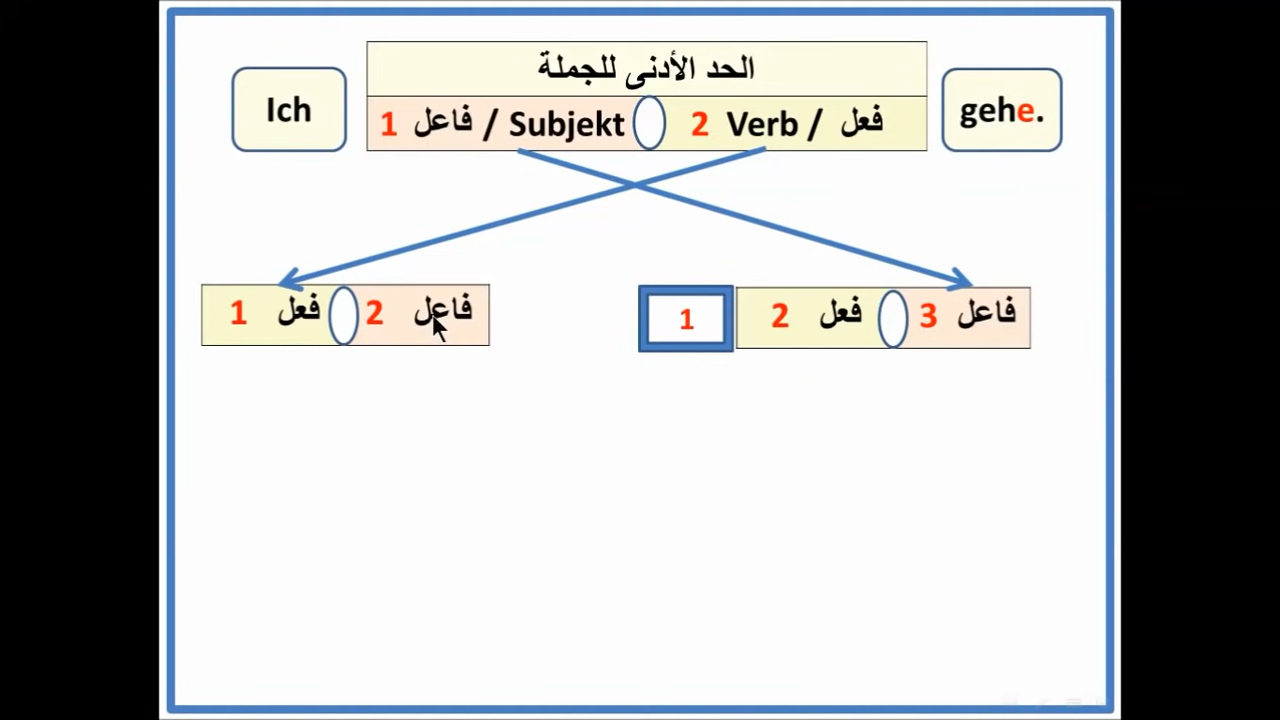 الحد الأدنى للجملة
Ich
1 فاعل / Subjekt
2 Verb / فعل
gehe.
1 فعل
2 فاعل
1
2 فعل
3 فاعل